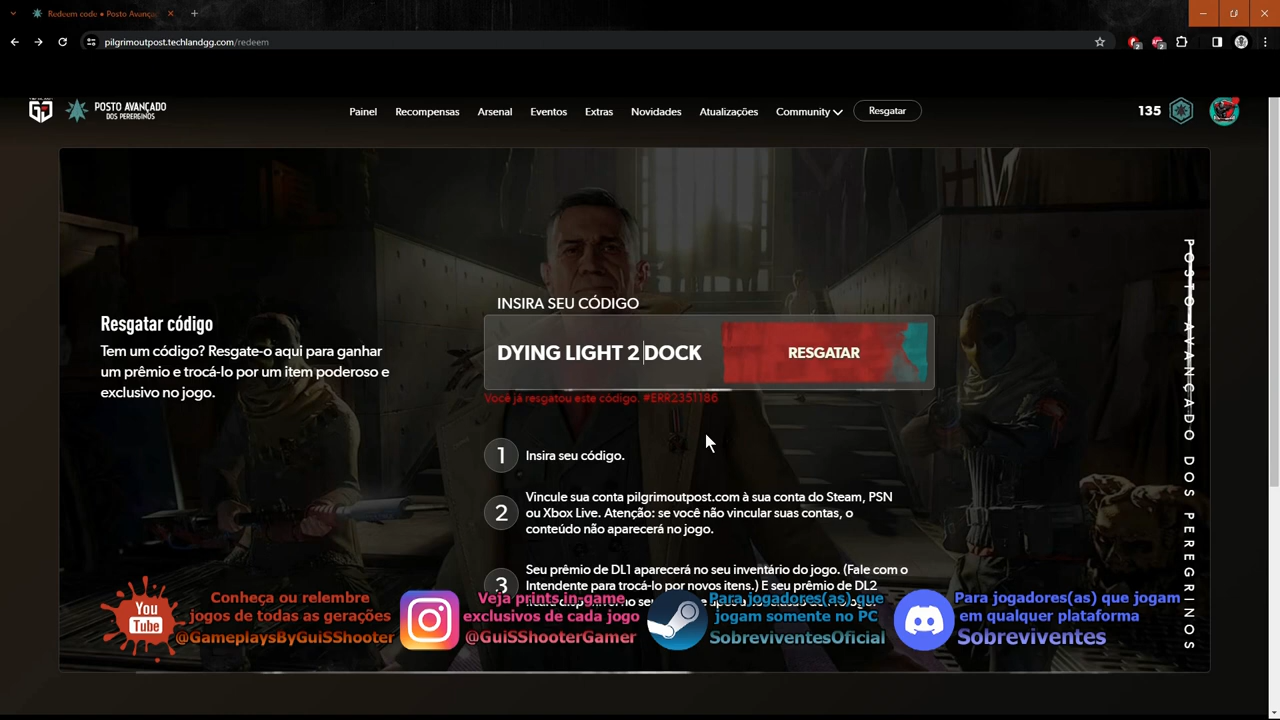 Redeem code • Posto Avanç
pilgrimoutpost.techlandgg.com/redeem
2
2
GG
POSTO AVANÇADO
DOS PEREGRINOS
Painel
Recompensas
Arsenal
Eventos
Extras
Novidades
Atualizações
Community
Resgatar
135
Resgatar código
Tem um código? Resgate-o aqui para ganhar
um prêmio e trocá-lo por um item poderoso e
exclusivo no jogo.
INSIRA SEU CÓDIGO
DYING LIGHT 2 DOCK
RESGATAR
Você já resgatou este código. #ERR2351186
1
Insira seu código.
2
Vincule sua conta pilgrimoutpost.com à sua conta do Steam, PSN
ou Xbox Live. Atenção: se você não vincular suas contas, o
conteúdo não aparecerá no jogo.
3
Seu prêmio de DL1 aparecerá no seu inventário do jogo. (Fale com o
Intendente para trocá-lo por novos itens.) E seu prêmio de DL2
POSTO AVANÇADO DOS PEREGRINOS
You
Tube
Conheça ou relembre
jogos de todas as gerações
@GameplaysByGuiSShooter
Veja prints in-game
exclusivos de cada jogo
@GuiSShooterGamer
Para jogadores(as) que
jogam somente no PC
SobreviventesOficial
Para jogadores(as) que jogam
em qualquer plataforma
Sobreviventes